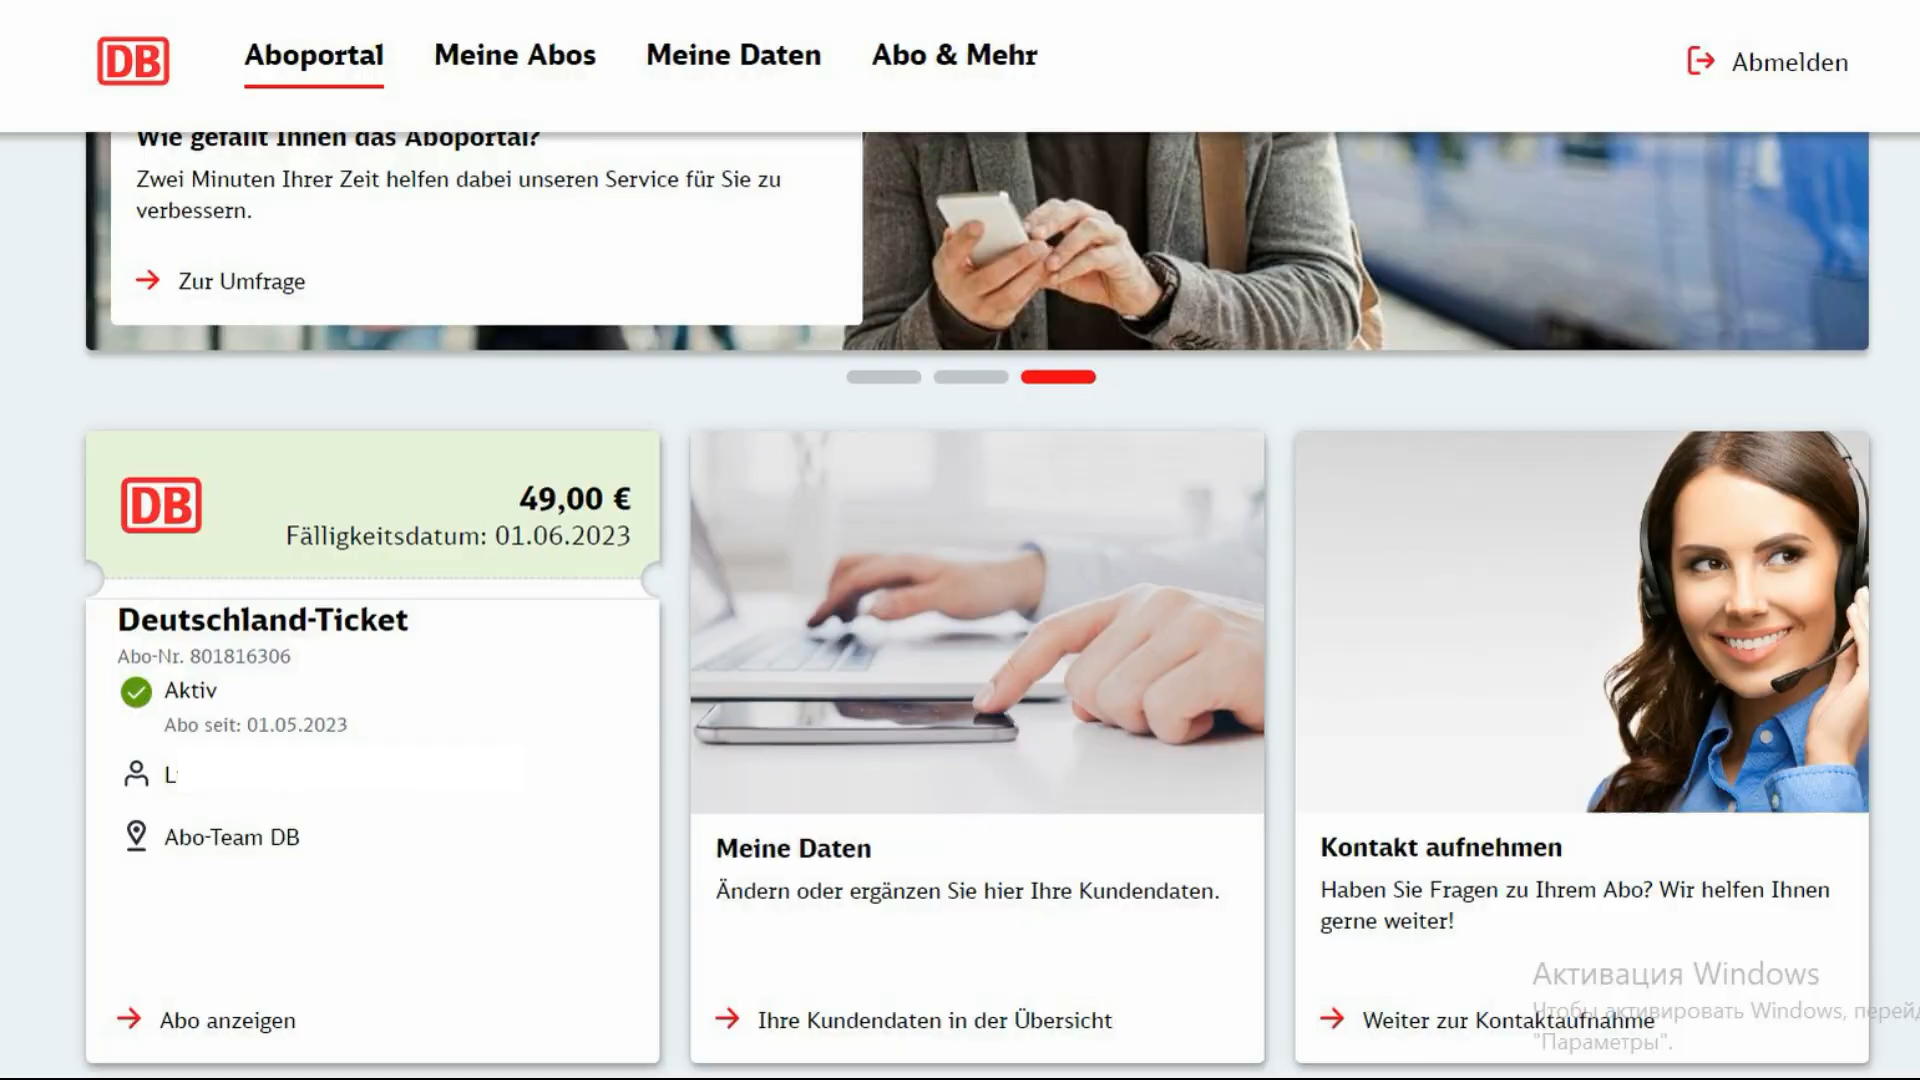 DB
Aboportal
Meine Abos
Meine Daten
Abo & Mehr
Abmelden
Wie gefällt Ihnen das Aboportal?
Zwei Minuten Ihrer Zeit helfen dabei unseren Service für Sie zu
verbessern.
Zur Umfrage
DB
49,00 €
Fälligkeitsdatum: 01.06.2023
Deutschland-Ticket
Abo-Nr. 801816306
Aktiv
Abo seit: 01.05.2023
L
Abo-Team DB
Abo anzeigen
Meine Daten
Ändern oder ergänzen Sie hier Ihre Kundendaten.
Ihre Kundendaten in der Übersicht
Kontakt aufnehmen
Haben Sie Fragen zu Ihrem Abo? Wir helfen Ihnen
gerne weiter!
Weiter zur Kontaktaufnahme
Активация Windows
Чтобы активировать Windows, перей
"Параметры".